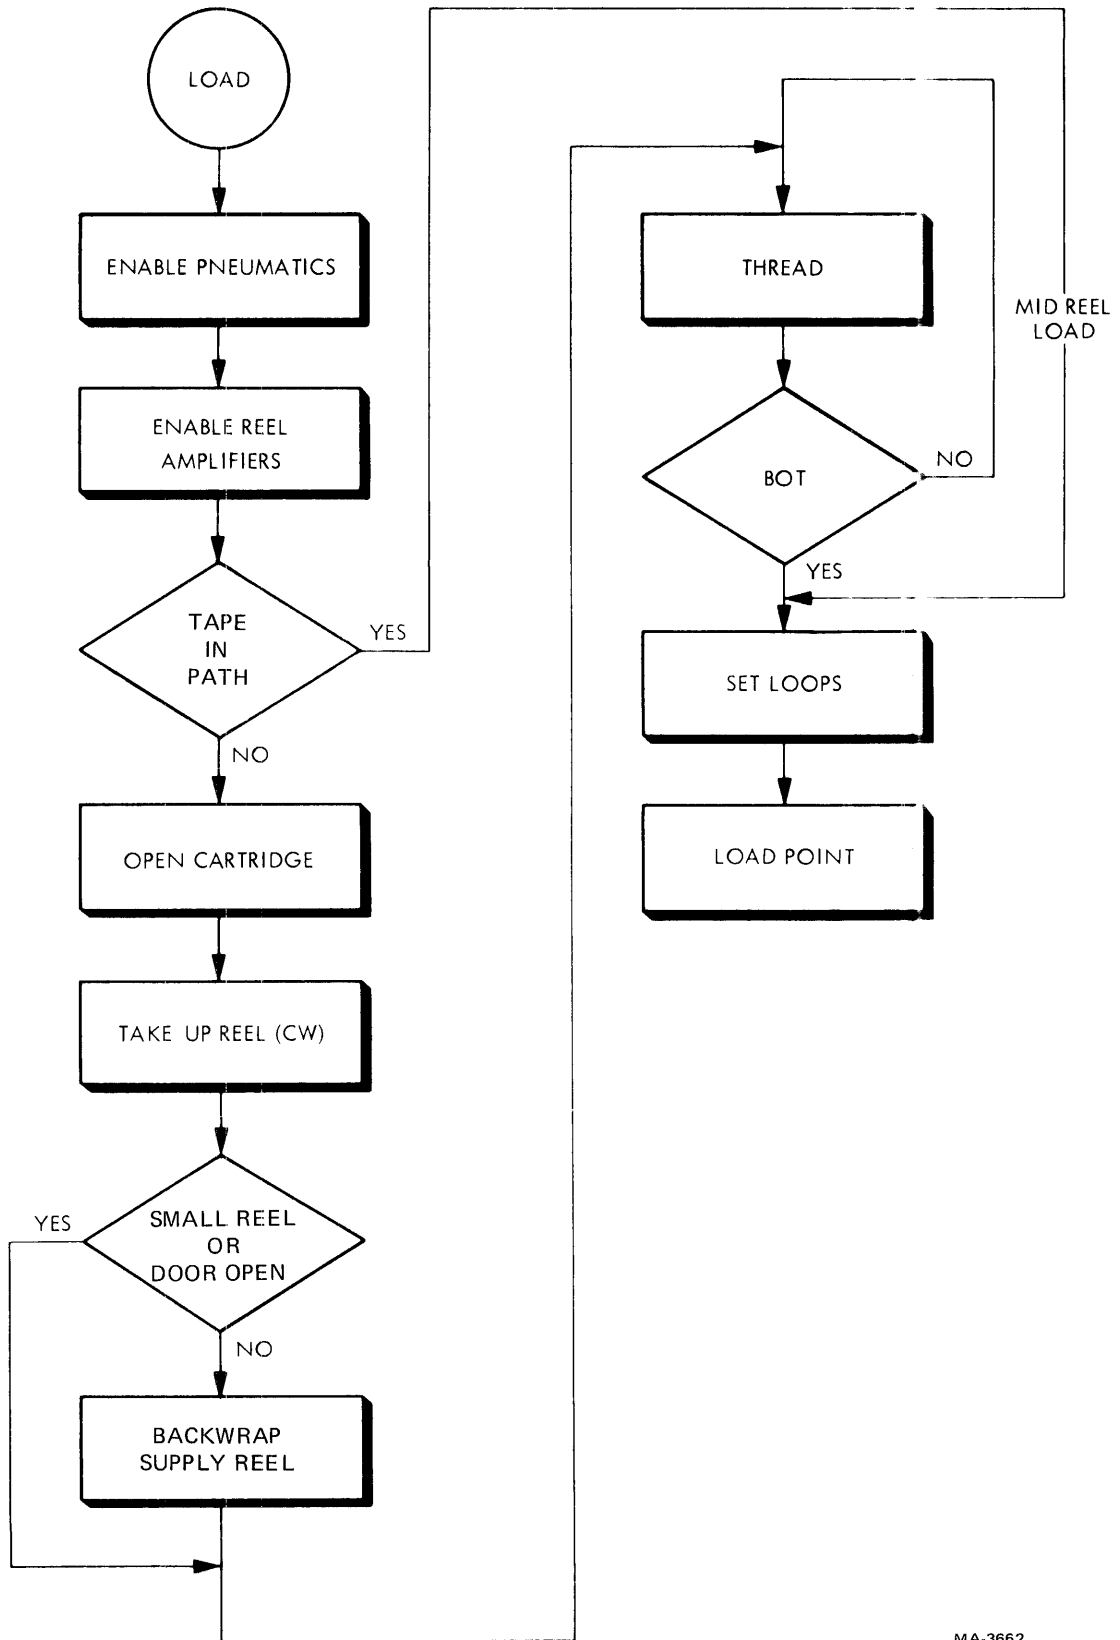 LOAD
ENABLE PNEUMATICS
ENABLE REEL
AMPLIFIERS
TAPE
IN
PATH
YES
NO
OPEN CARTRIDGE
TAKE UP REEL (CW)
SMALL REEL
OR
DOOR OPEN
YES
NO
BACKWRAP
SUPPLY REEL
THREAD
MID REEL
LOAD
BOT
NO
YES
SET LOOPS
LOAD POINT
MA-3662